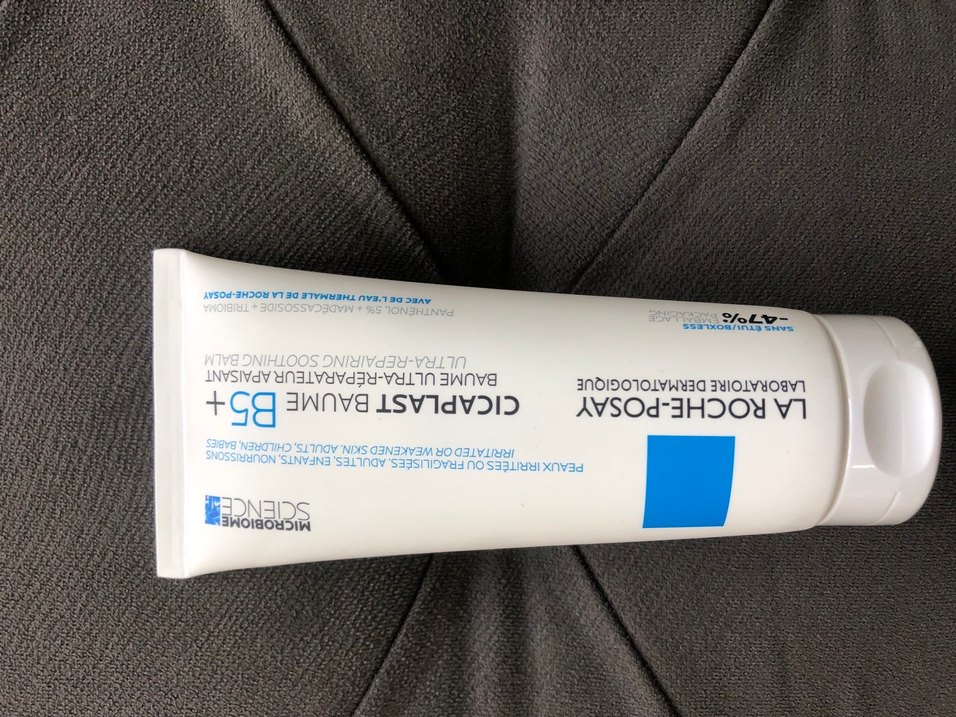 LA ROCHE-POSAY
LABORATOIRE DERMATOLOGIQUE
SANS ÉTUI/BOXLESS
-47% EMBALLAGE
PACKAGING
MICROBIOME
SCIENCE
PEAUX IRRITÉES OU FRAGILISÉES. ADULTES, ENFANTS, NOURRISSONS
IRRITATED OR WEAKENED SKIN. ADULTS, CHILDREN, BABIES
CICAPLAST BAUME B5+
BAUME ULTRA-RÉPARATEUR APAISANT
ULTRA-REPAIRING SOOTHING BALM
PANTHÉNOL 5% + MADÉCASSOSIDE + TRIBIOMA
AVEC DE L'EAU THERMALE DE LA ROCHE-POSAY